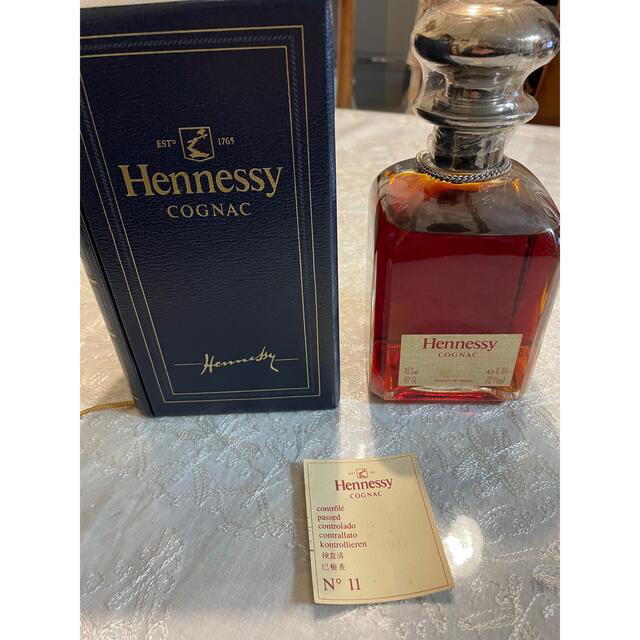 ESTD 1765
Hennessy
COGNAC
Hennessy
Hennessy
COGNAC
Hennessy
COGNAC
contrôlé
passed
controlado
contrallato
kontrollieren
検査済
已檢查
N° 11